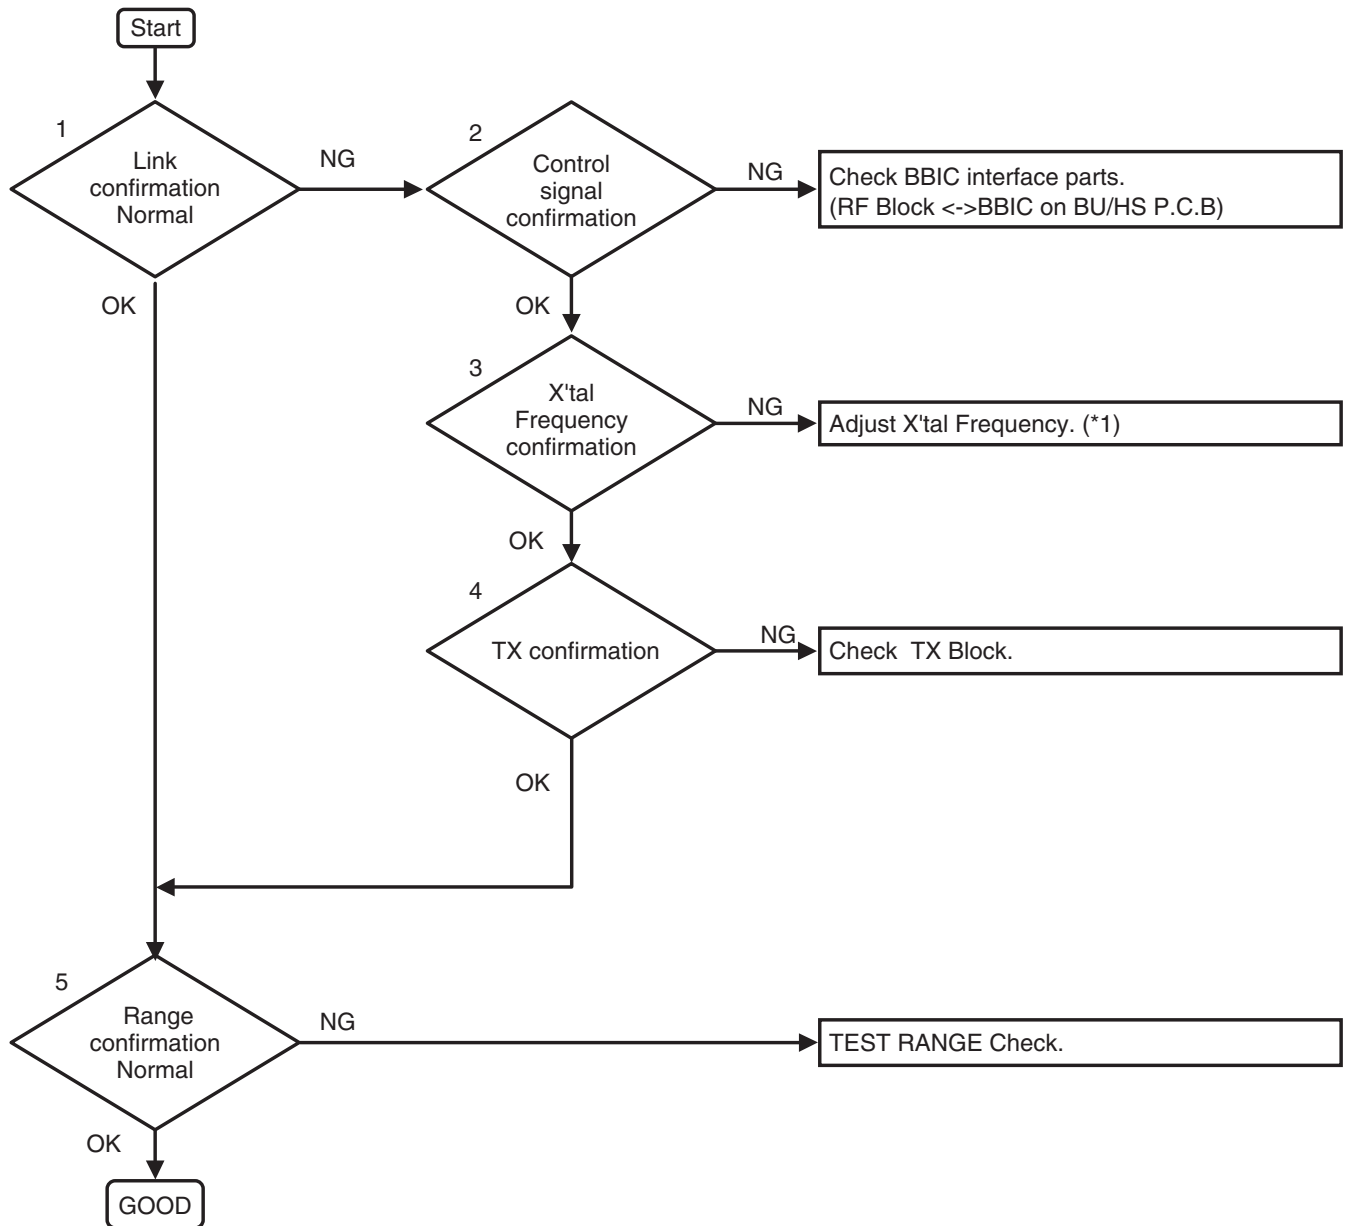 Start
1
Link
confirmation
Normal
NG
2
Control
signal
confirmation
NG
Check BBIC interface parts.
(RF Block <->BBIC on BU/HS P.C.B)
OK
OK
3
X'tal
Frequency
confirmation
NG
Adjust X'tal Frequency. (*1)
OK
4
TX confirmation
NG
Check TX Block.
OK
5
Range
confirmation
Normal
NG
TEST RANGE Check.
OK
GOOD